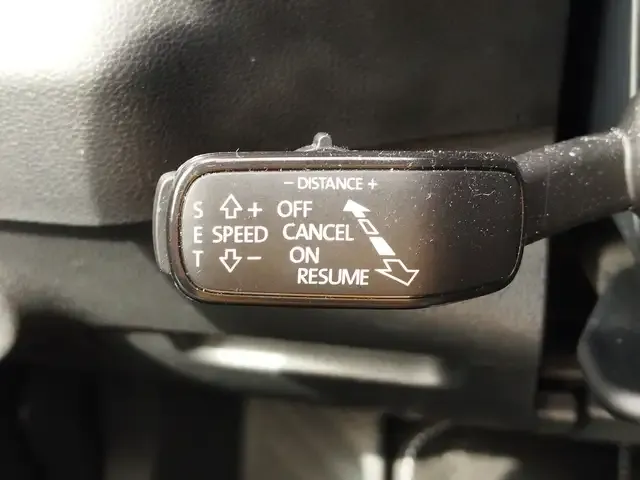 - DISTANCE +
S + OFF
E SPEED CANCEL
T - ON
RESUME